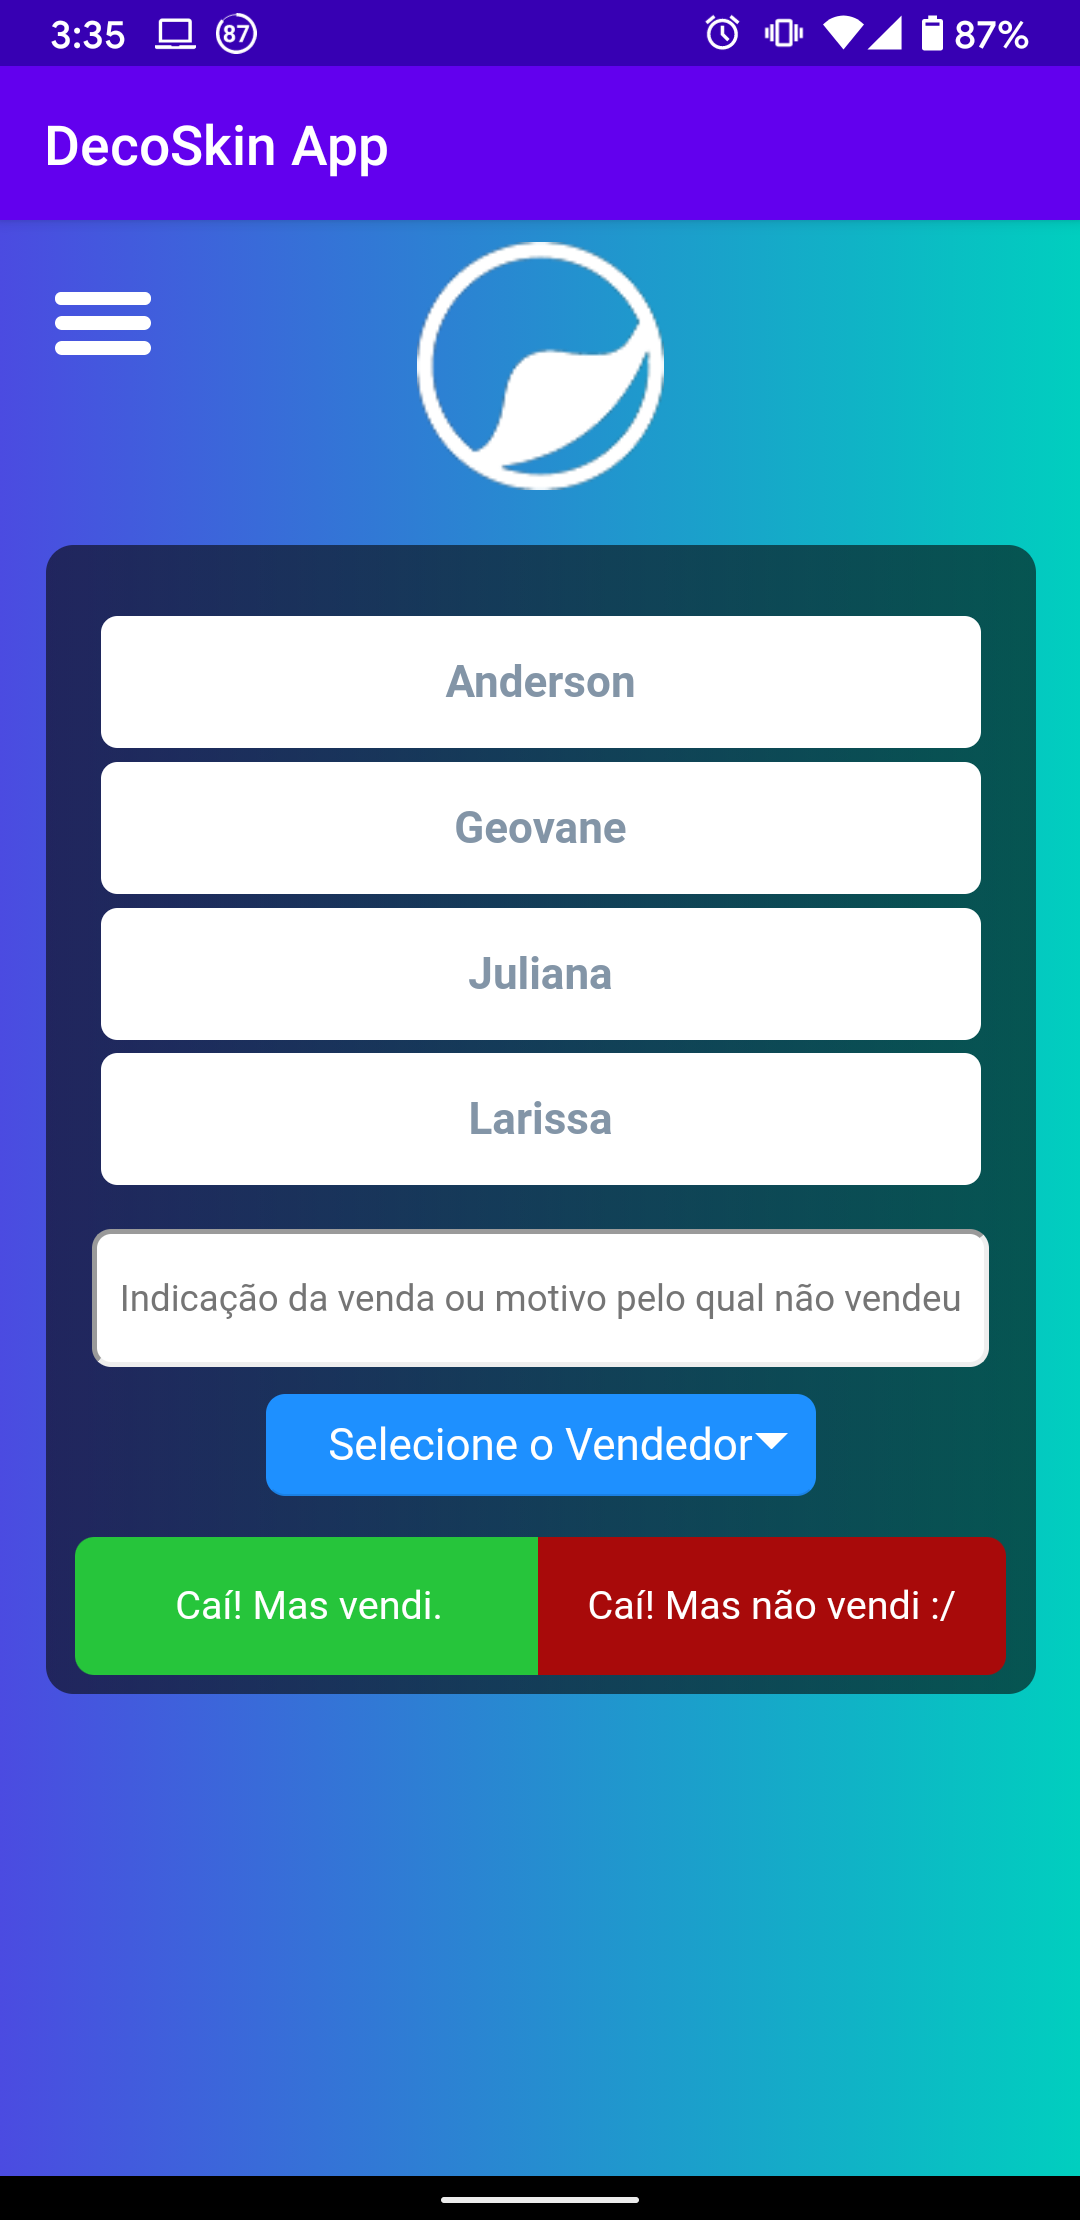 3:35 87 87%
DecoSkin App
Anderson
Geovane
Juliana
Larissa
Indicação da venda ou motivo pelo qual não vendeu
Selecione o Vendedor
Caí! Mas vendi. Caí! Mas não vendi :/